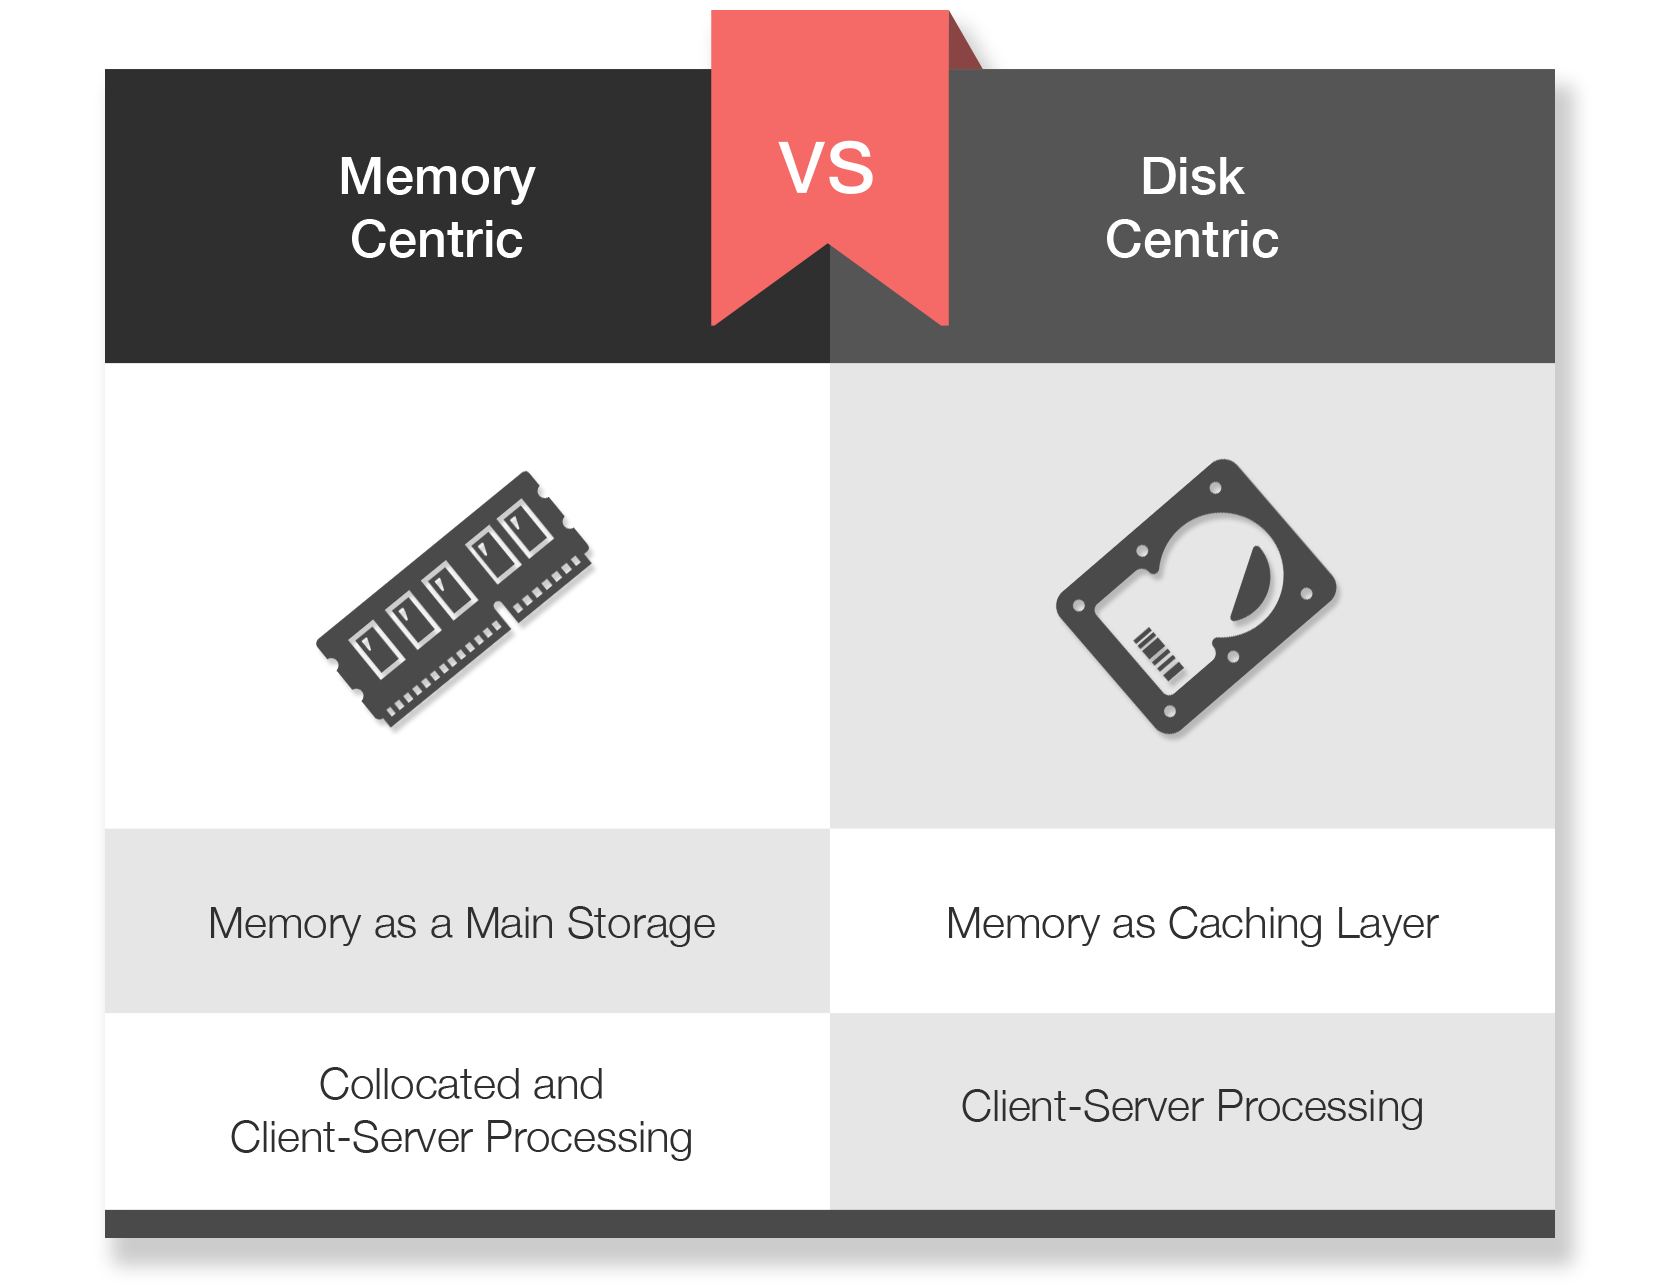 Memory
Centric
VS
Disk
Centric
Memory as a Main Storage
Memory as Caching Layer
Collocated and
Client-Server Processing
Client-Server Processing